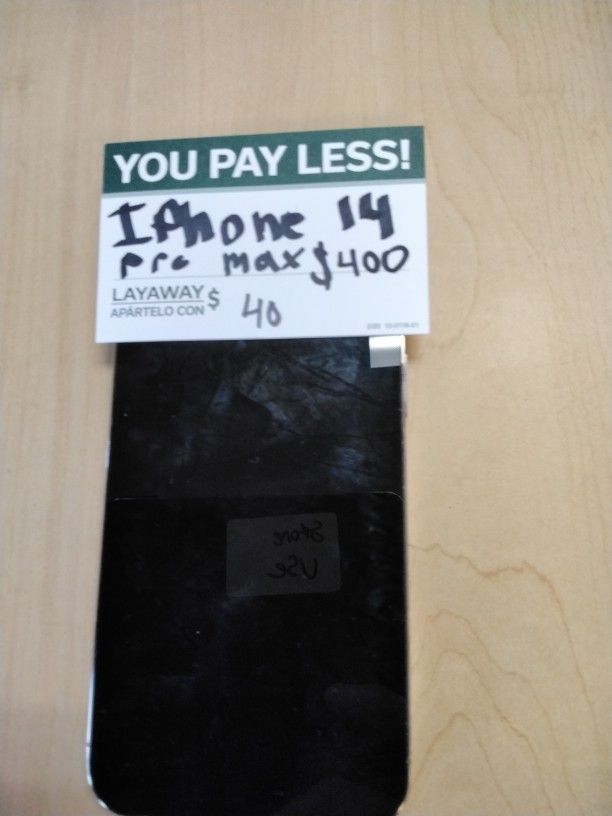 YOU PAY LESS!
IPhone 14
pro max $400
LAYAWAY $ 40
APÁRTELO CON
Store
USe